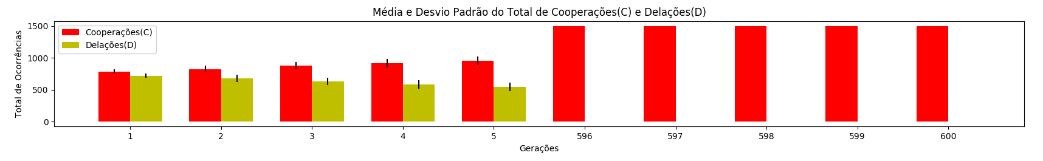 Média e Desvio Padrão do Total de Cooperações(C) e Delações(D)
Total de Ocorrências
1500
1000
500
0
Cooperações(C)
Delações(D)
1 2 3 4 5 596 597 598 599 600
Gerações